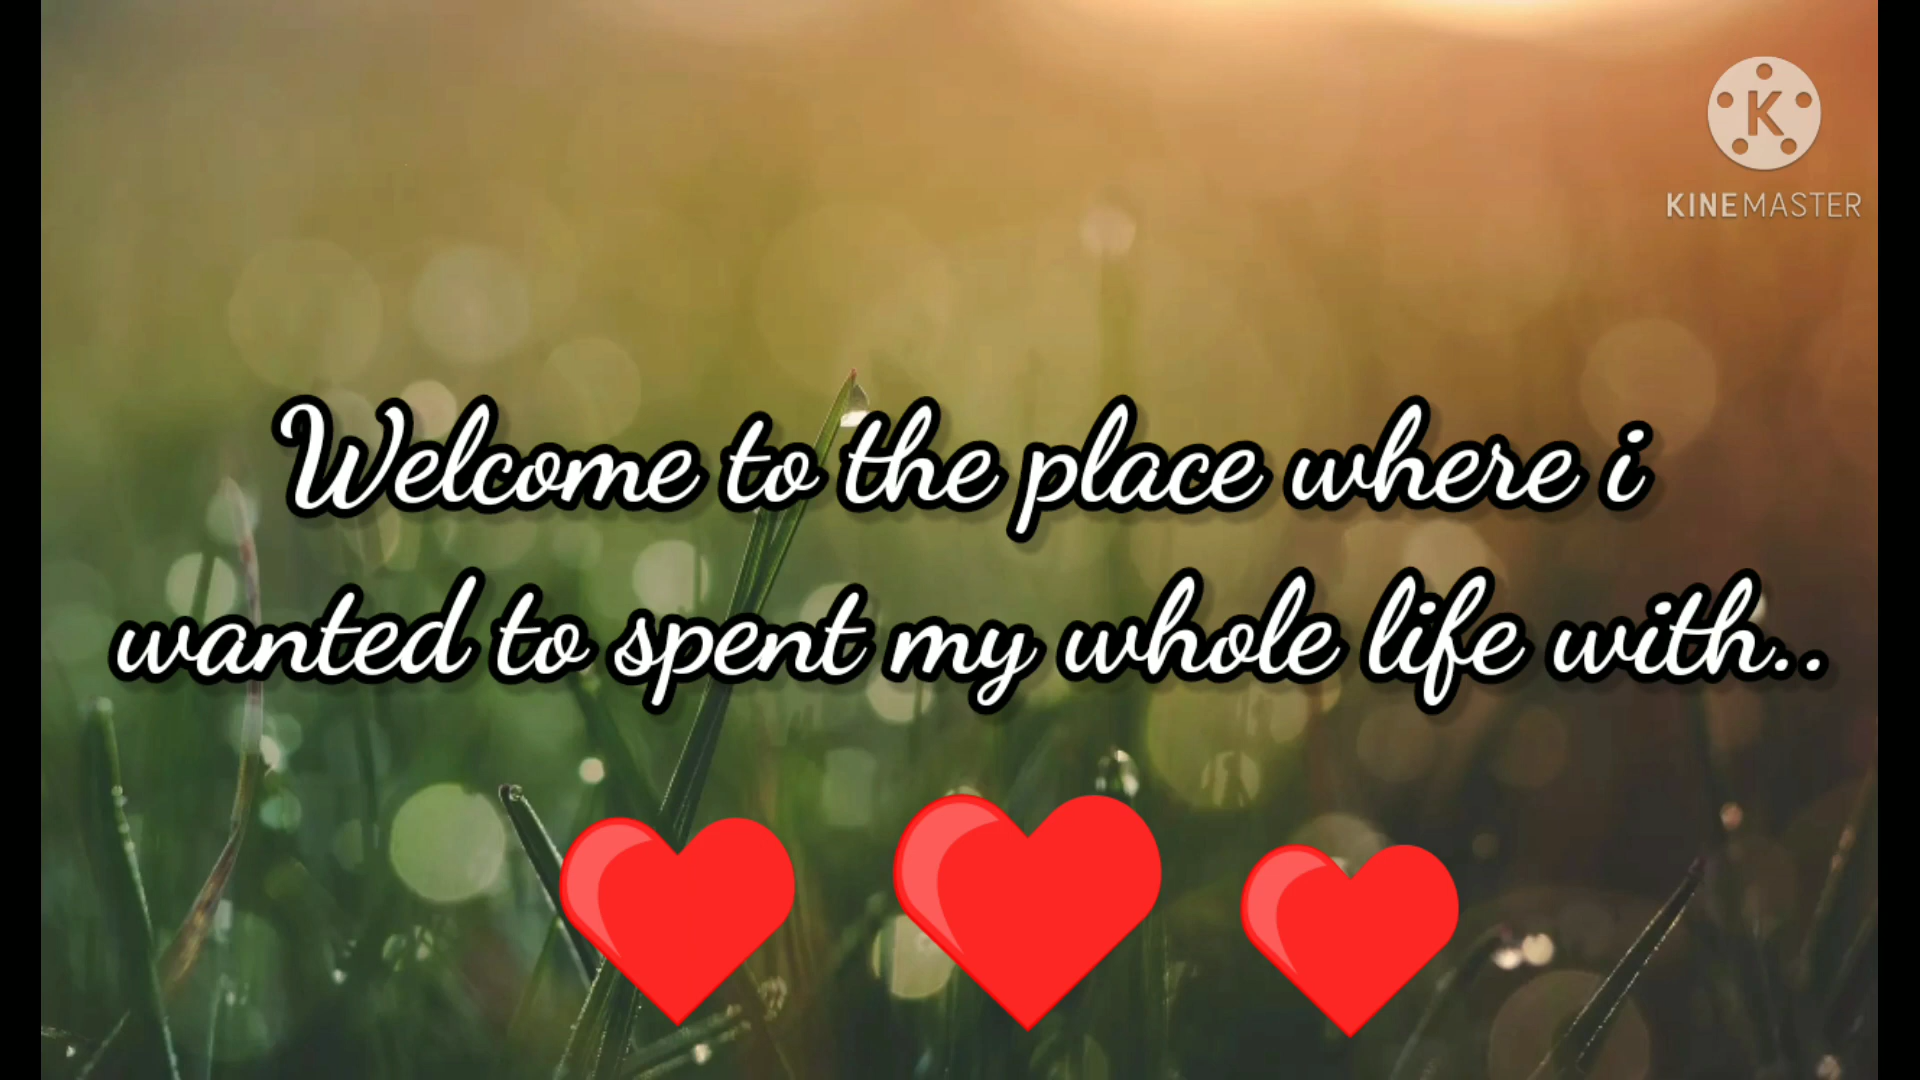 K
KINEMASTER
Welcome to the place where i
wanted to spent my whole life with..